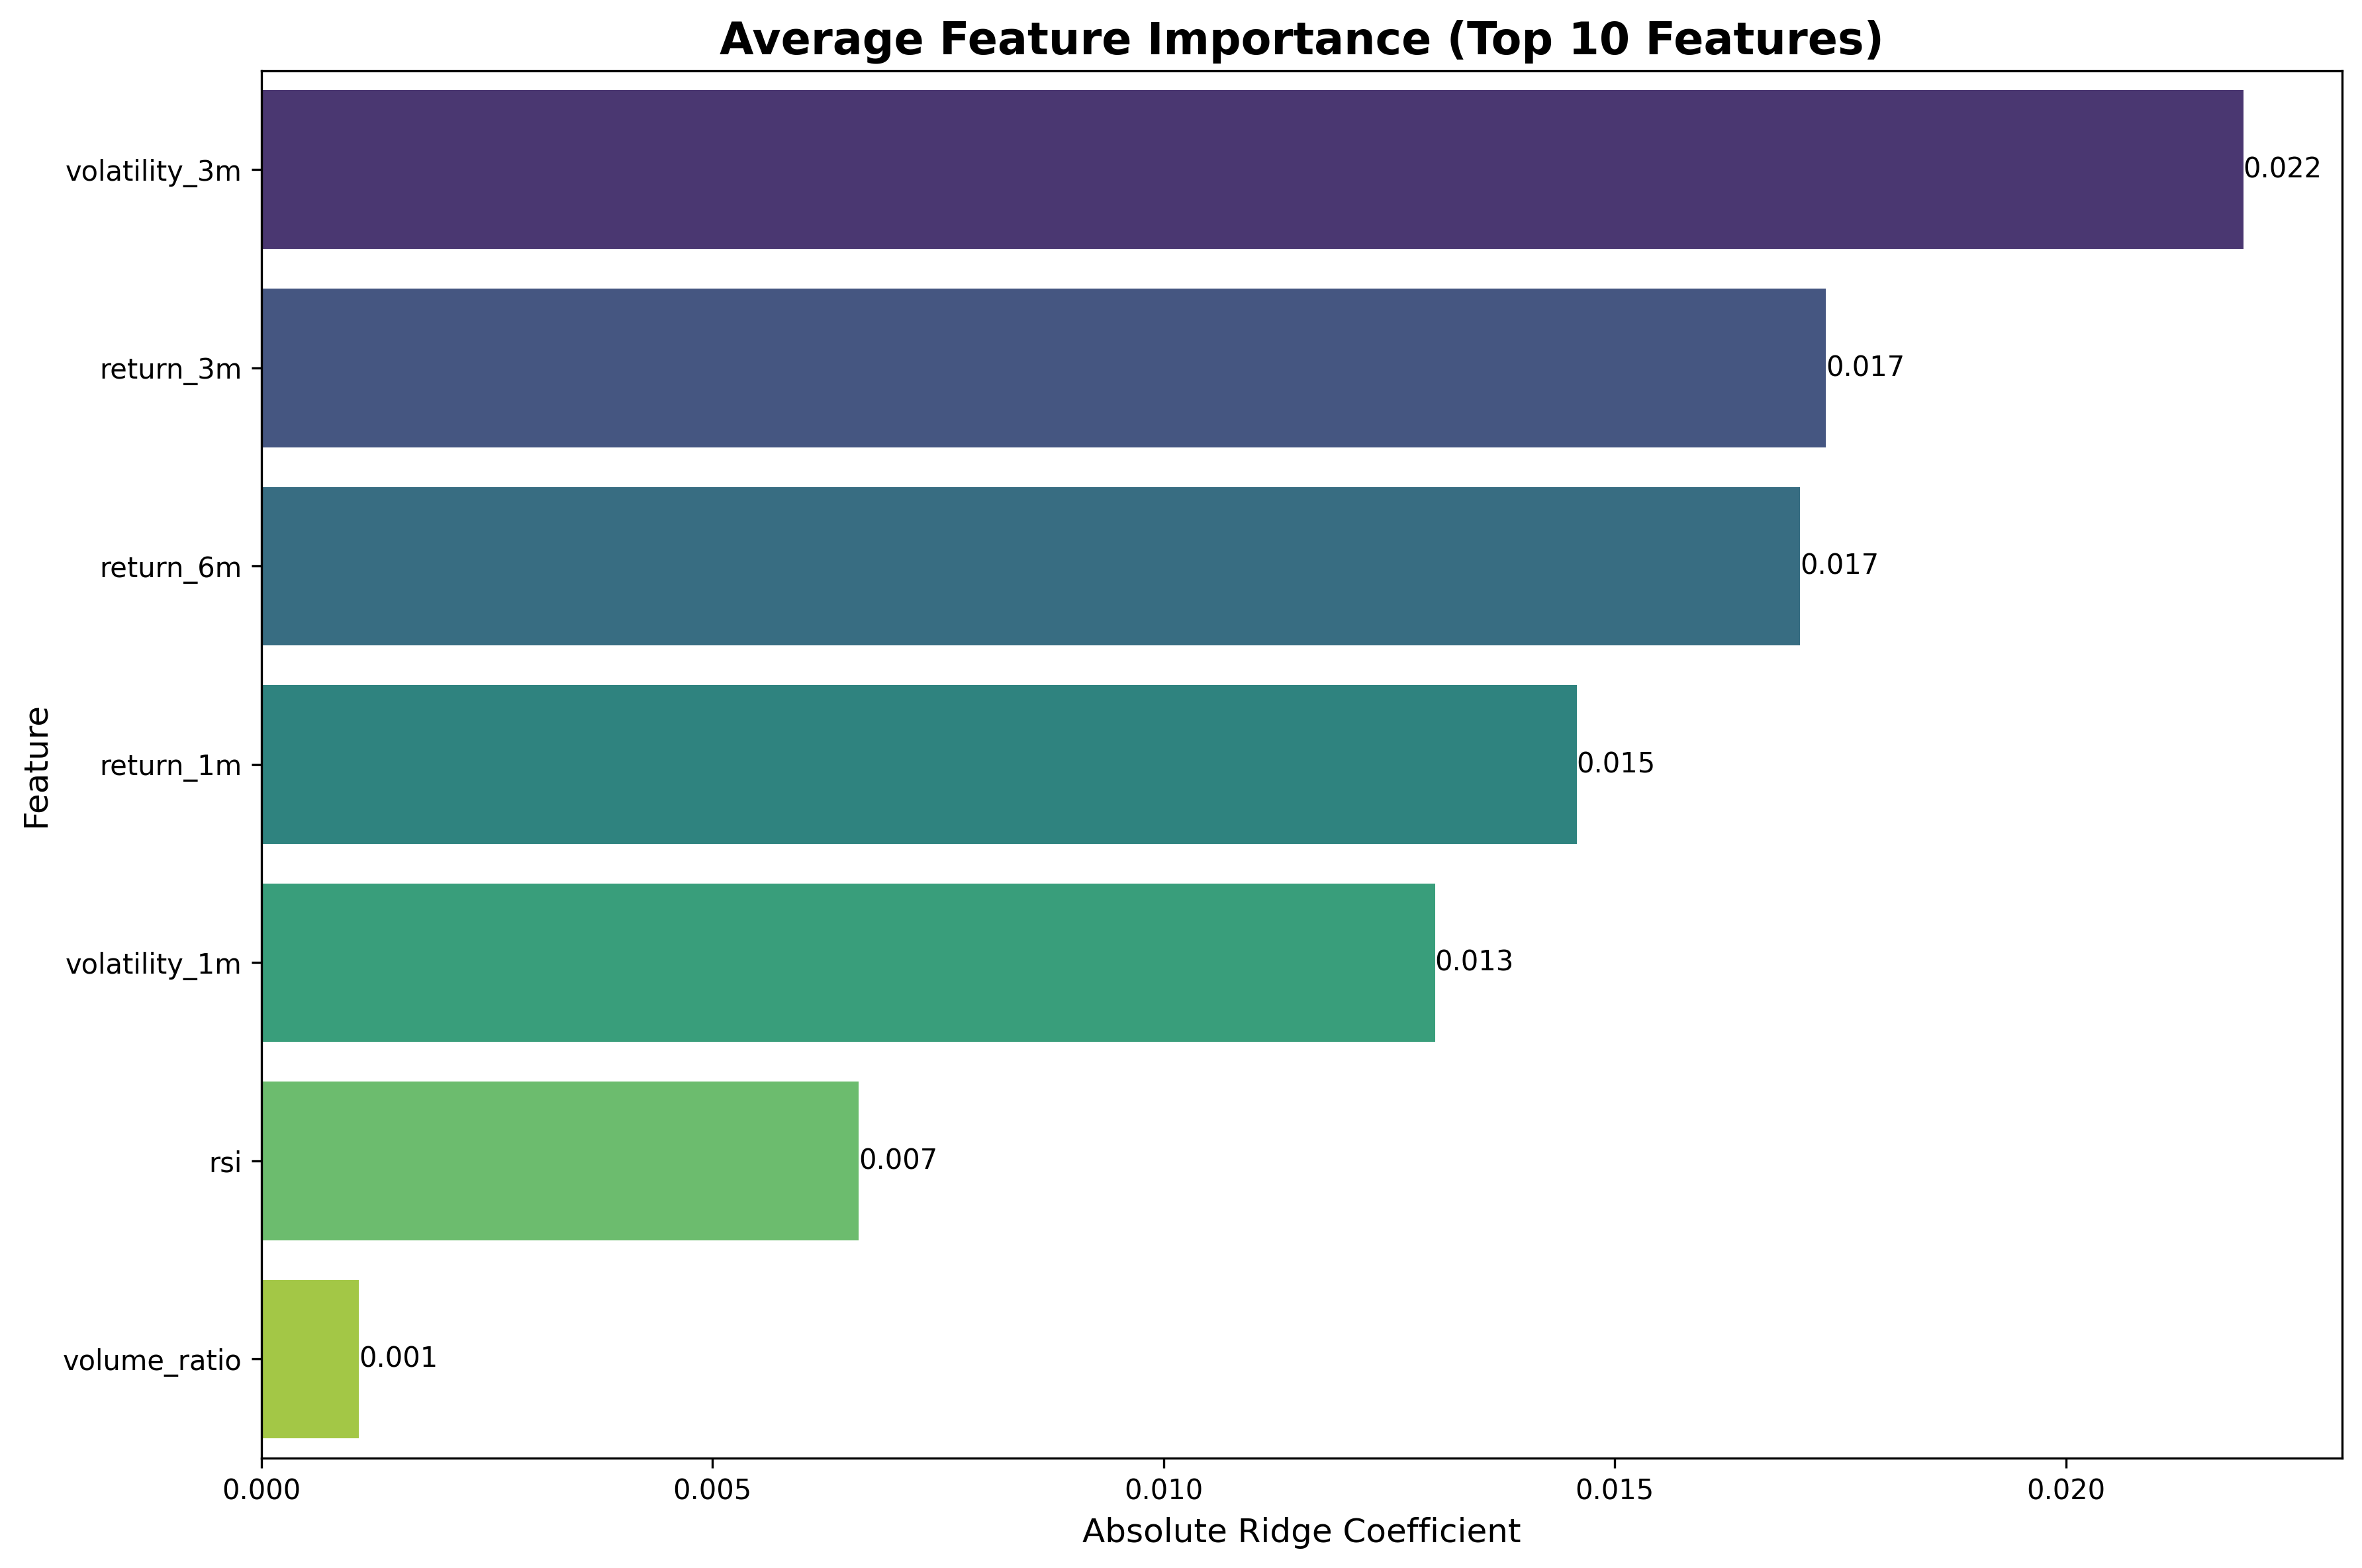 Average Feature Importance (Top 10 Features)
Feature
volatility_3m
0.022
return_3m
0.017
return_6m
0.017
return_1m
0.015
volatility_1m
0.013
rsi
0.007
volume_ratio
0.001
0.000 0.005 0.010 0.015 0.020
Absolute Ridge Coefficient